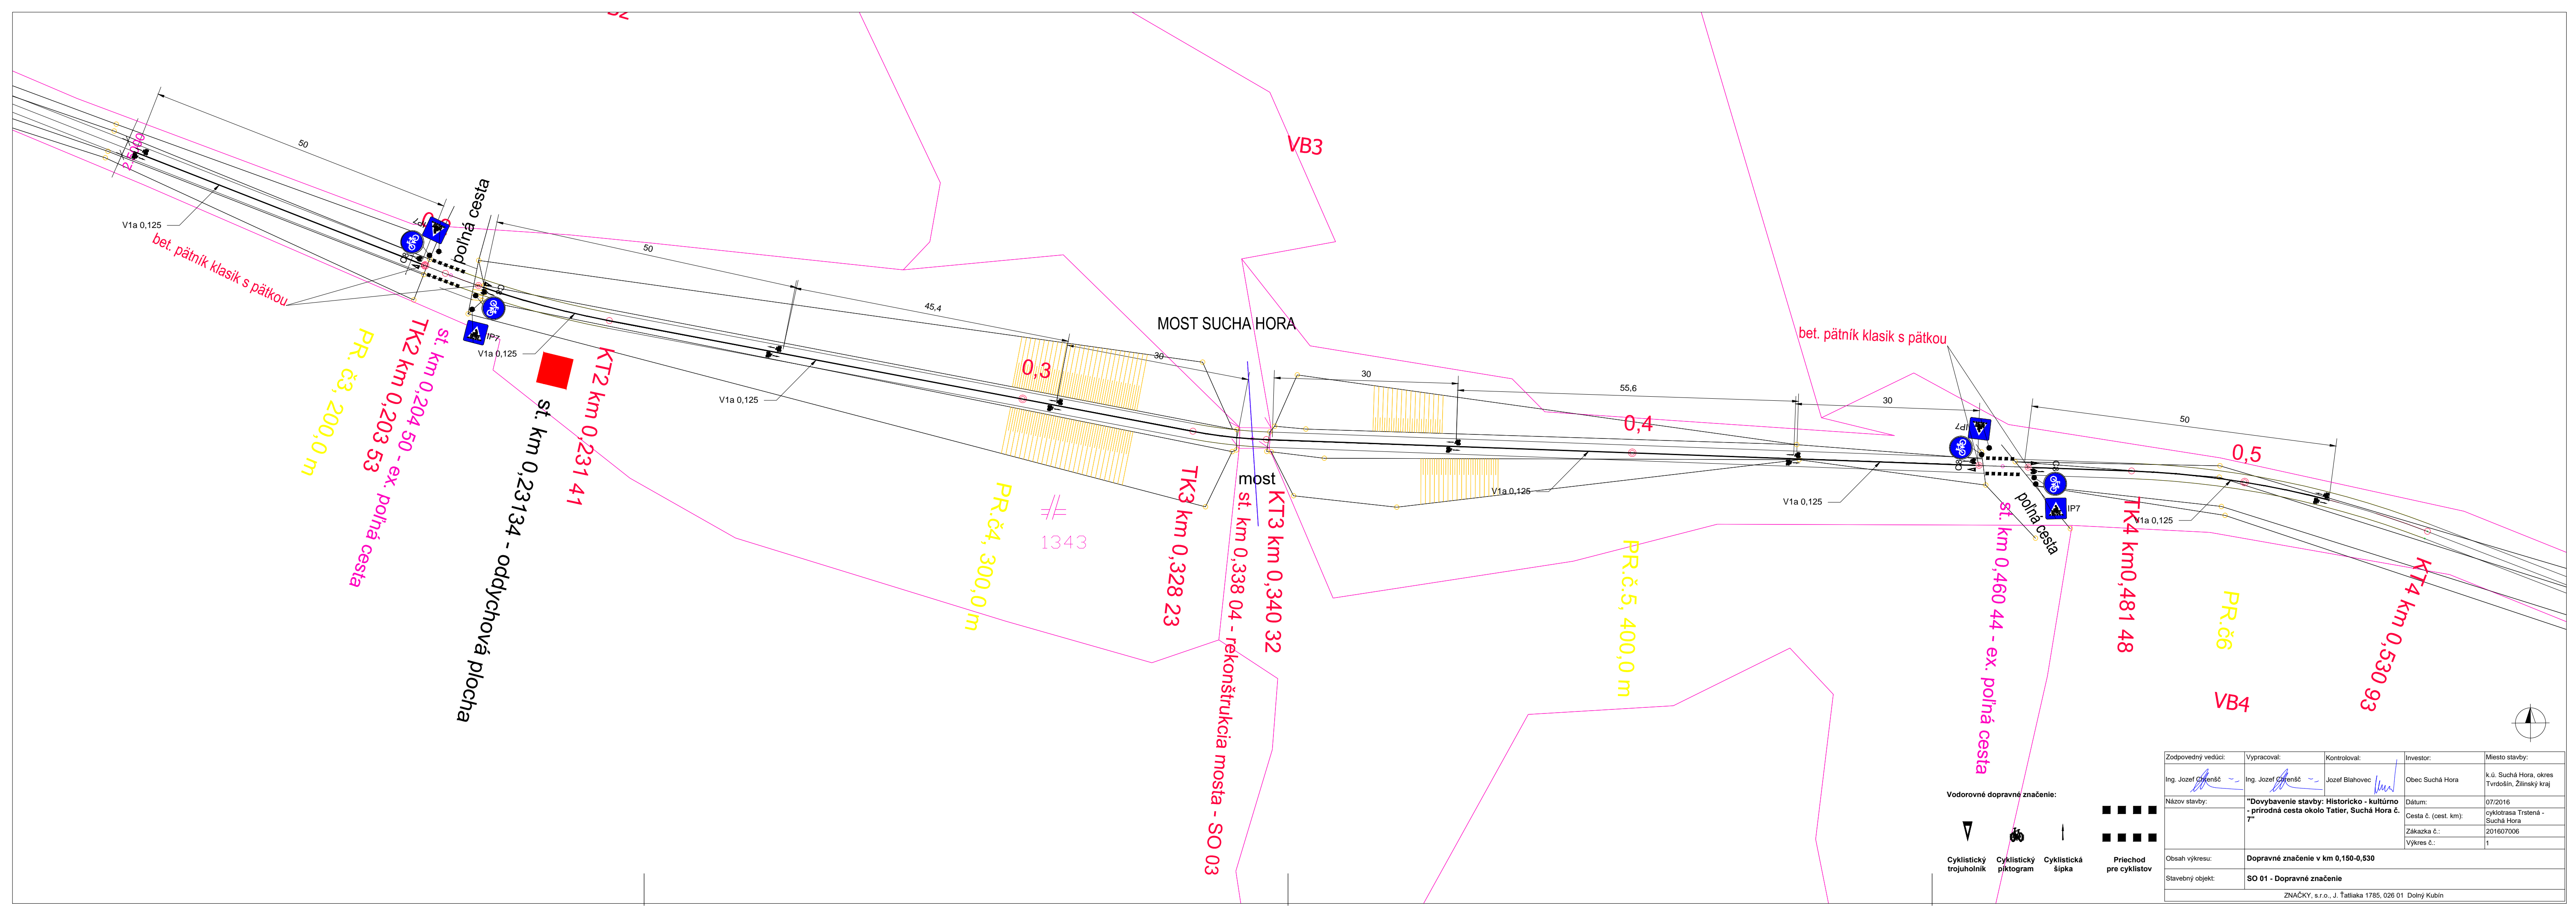 VB3
50
V1a 0,125
bet. pätník klasik s pätkou
IP7
C8
poľná cesta
C8
IP7
V1a 0,125
50
45,4
30
MOST SUCHA HORA
0,3
V1a 0,125
PR. č3, 200,0 m
TK2 km 0,203 53
st. km 0,204 50 - ex. poľná cesta
st. km 0,23134 - oddychová plocha
KT2 km 0,231 41
PR.č4, 300,0 m
1343
TK3 km 0,328 23
most
st. km 0,338 04 - rekonštrukcia mosta - SO 03
KT3 km 0,340 32
30
55,6
30
0,4
V1a 0,125
V1a 0,125
PR.č.5, 400,0 m
bet. pätník klasik s pätkou
IP7
C8
C8
IP7
poľná cesta
50
0,5
V1a 0,125
st. km 0,460 44 - ex. poľná cesta
TK4 km0,481 48
PR.č6
KT4 km 0,530 93
VB4
Vodorovné dopravné značenie:
Cyklistický
trojuholník
Cyklistický
piktogram
Cyklistická
šípka
Priechod
pre cyklistov
Zodpovedný vedúci:
Vypracoval:
Kontroloval:
Investor:
Miesto stavby:
Ing. Jozef
Ing. Jozef
Jozef Blahovec
Obec Suchá Hora
k.ú. Suchá Hora, okres
Tvrdošín, Žilinský kraj
Názov stavby:
"Dovybavenie stavby: Historicko - kultúrno
- prírodná cesta okolo Tatier, Suchá Hora č.
7"
Dátum:
07/2016
Cesta č. (cest. km):
cyklotrasa Trstená -
Suchá Hora
Zákazka č.:
201607006
Výkres č.:
1
Obsah výkresu:
Dopravné značenie v km 0,150-0,530
Stavebný objekt:
SO 01 - Dopravné značenie
ZNAČKY, s.r.o., J. Ťatliaka 1785, 026 01 Dolný Kubín